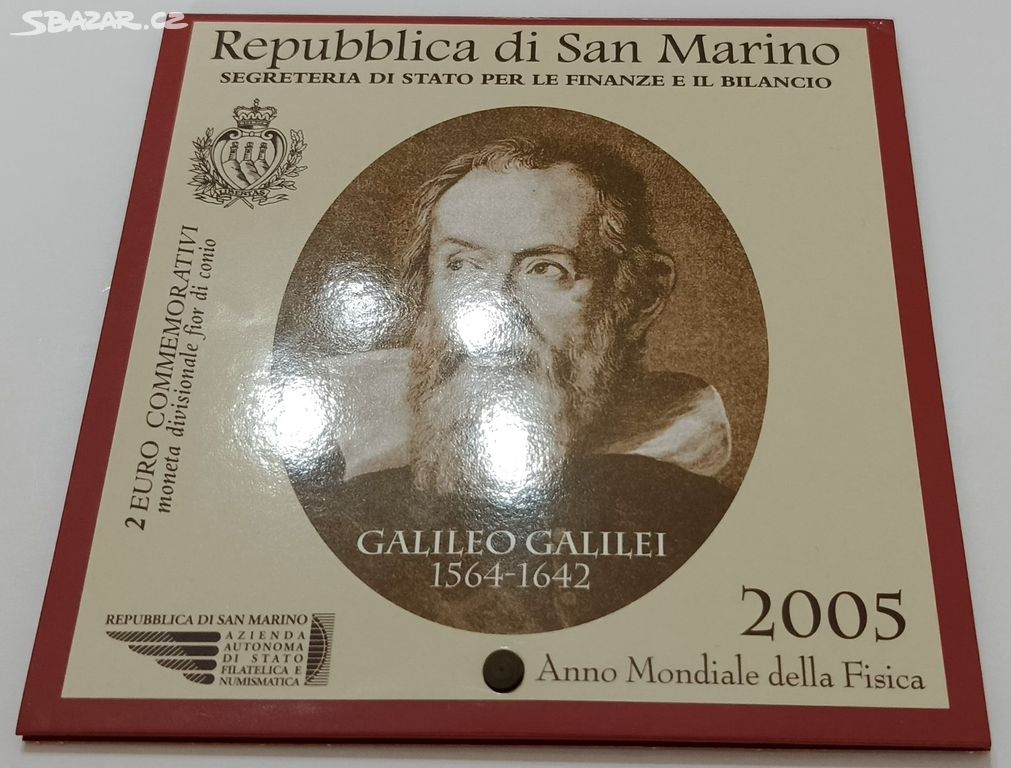 SBAZAR.CZ
Repubblica di San Marino
SEGRETERIA DI STATO PER LE FINANZE E IL BILANCIO
LIBERTAS
2 EURO COMMEMORATIVI
moneta divisionale fior di conio
GALILEO GALILEI
1564-1642
REPUBBLICA DI SAN MARINO
AZIENDA
AUTONOMA
DI STATO
FILATELICA E
NUMISMATICA
2005
Anno Mondiale della Fisica